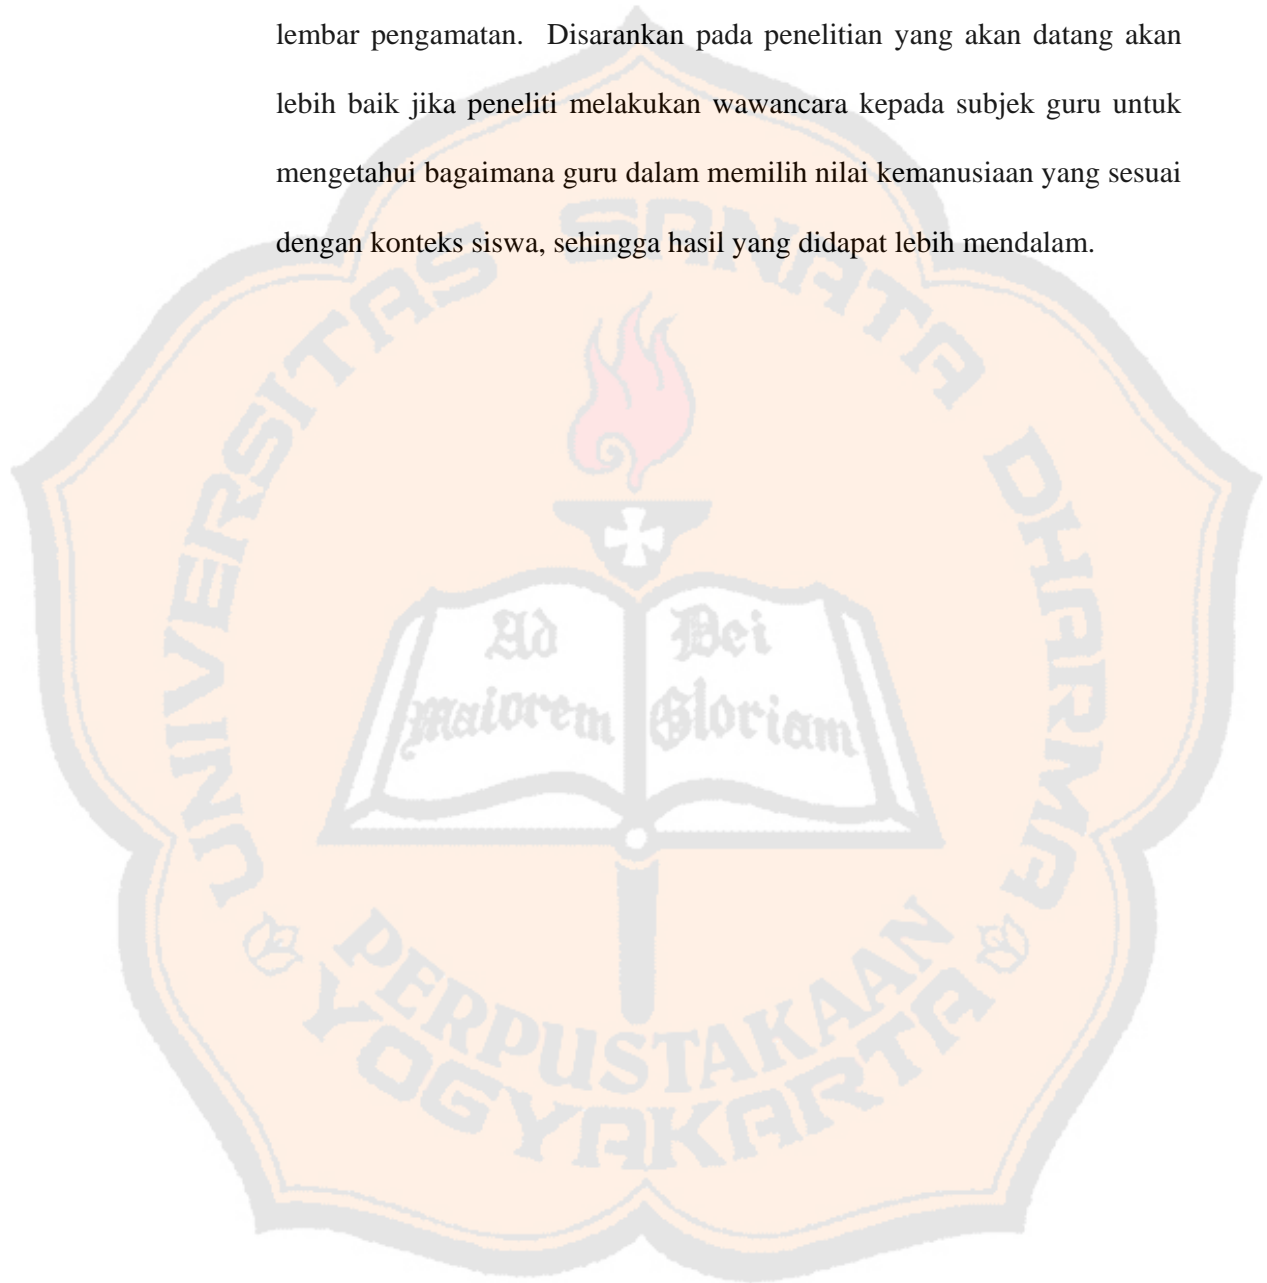 lembar pengamatan. Disarankan pada penelitian yang akan datang akan
lebih baik jika peneliti melakukan wawancara kepada subjek guru untuk
mengetahui bagaimana guru dalam memilih nilai kemanusiaan yang sesuai
dengan konteks siswa, sehingga hasil yang didapat lebih mendalam.
UNIVERSITAS SANATA DHARMA
Ad Dei
maiorem Gloriam
PERPUSTAKAAN
YOGYAKARTA